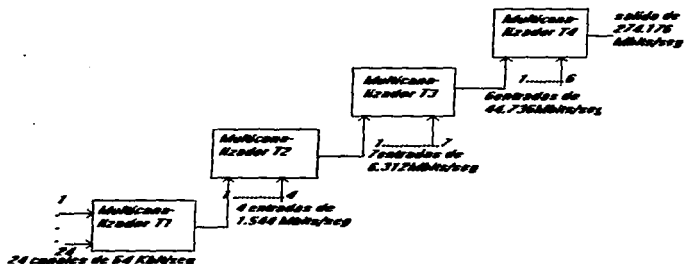 Multicana-
lizador T4
salida de
274.176
Mbits/seg
1............6
6entradas de
44.736Mbits/seg
Multicana-
lizador T3
1............7
7entradas de
6.312Mbits/seg
Multicana-
lizador T2
1............4
4 entradas de
1.544 Mbits/seg
Multicana-
lizador T1
1
24
24 canales de 64 Kbit/seg